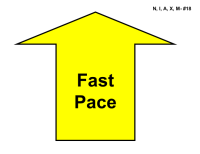 N, I, A, X, M- #18
Fast
Pace